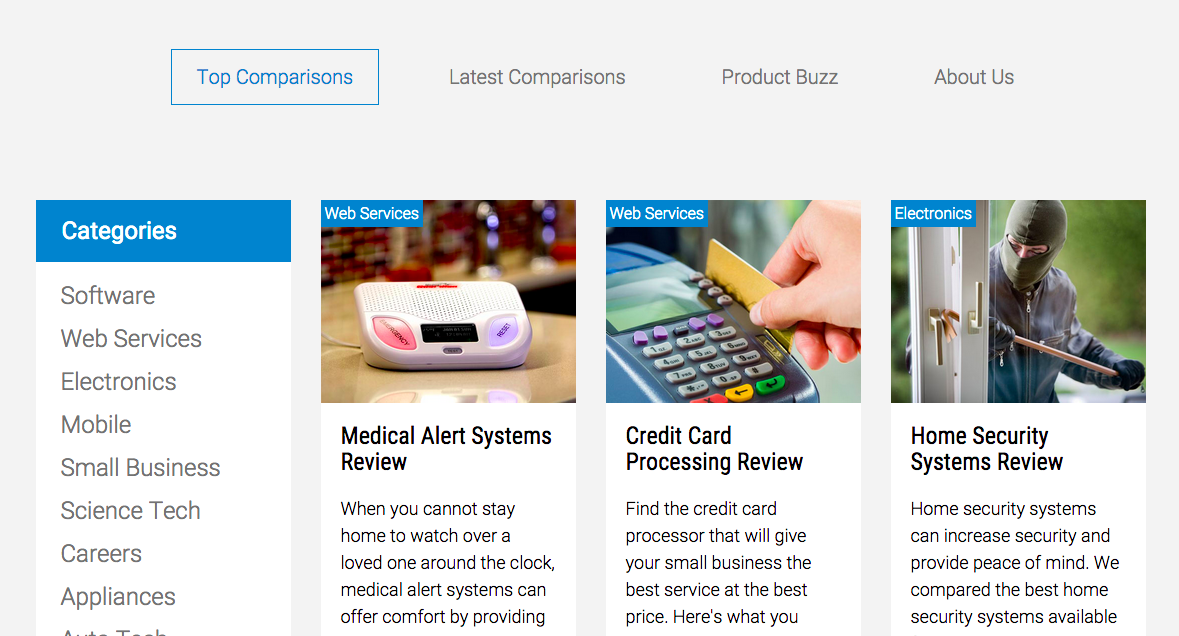 Top Comparisons
Latest Comparisons
Product Buzz
About Us
Categories
Software
Web Services
Electronics
Mobile
Small Business
Science Tech
Careers
Appliances
Auto Tech
Web Services
EMERGENCY
RESET
Medical Alert Systems
Review
When you cannot stay
home to watch over a
loved one around the clock,
medical alert systems can
offer comfort by providing
Web Services
Credit Card
Processing Review
Find the credit card
processor that will give
your small business the
best service at the best
price. Here's what you
Electronics
Home Security
Systems Review
Home security systems
can increase security and
provide peace of mind. We
compared the best home
security systems available